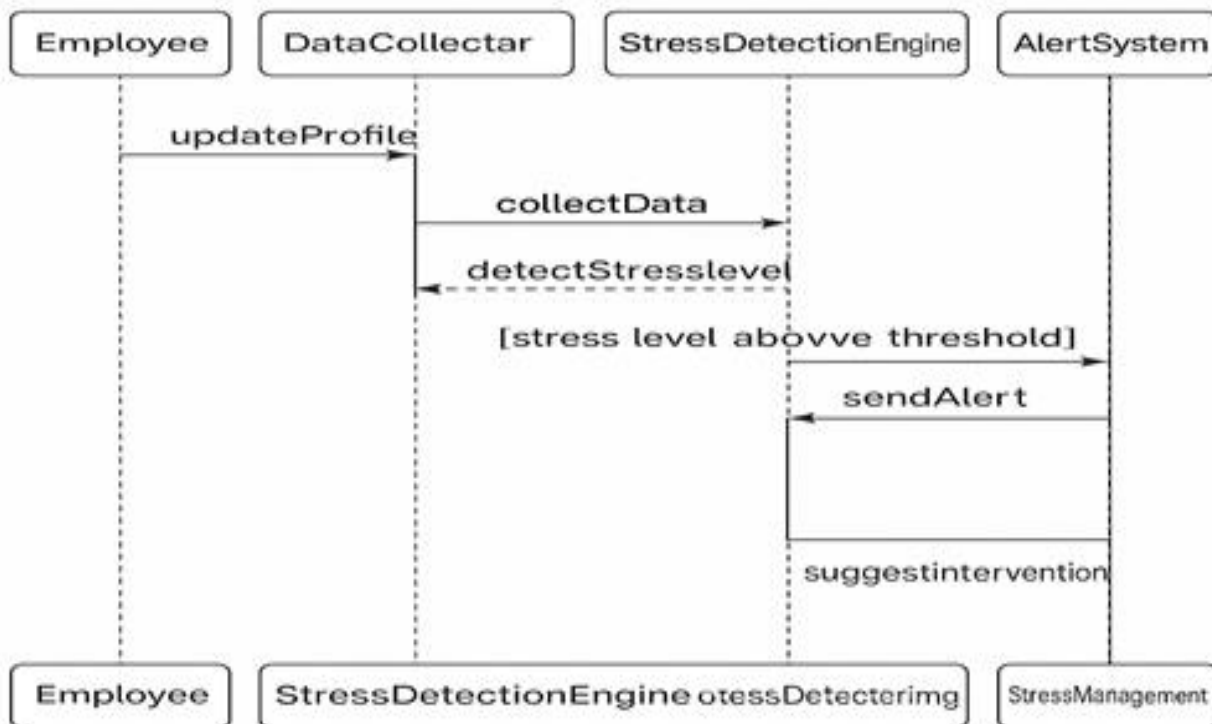 Employee DataCollectar StressDetectionEngine AlertSystem
updateProfile
collectData
detectStresslevel
[stress level abovve threshold]
sendAlert
suggestintervention
Employee StressDetectionEngine otessDetecterimg StressManagement